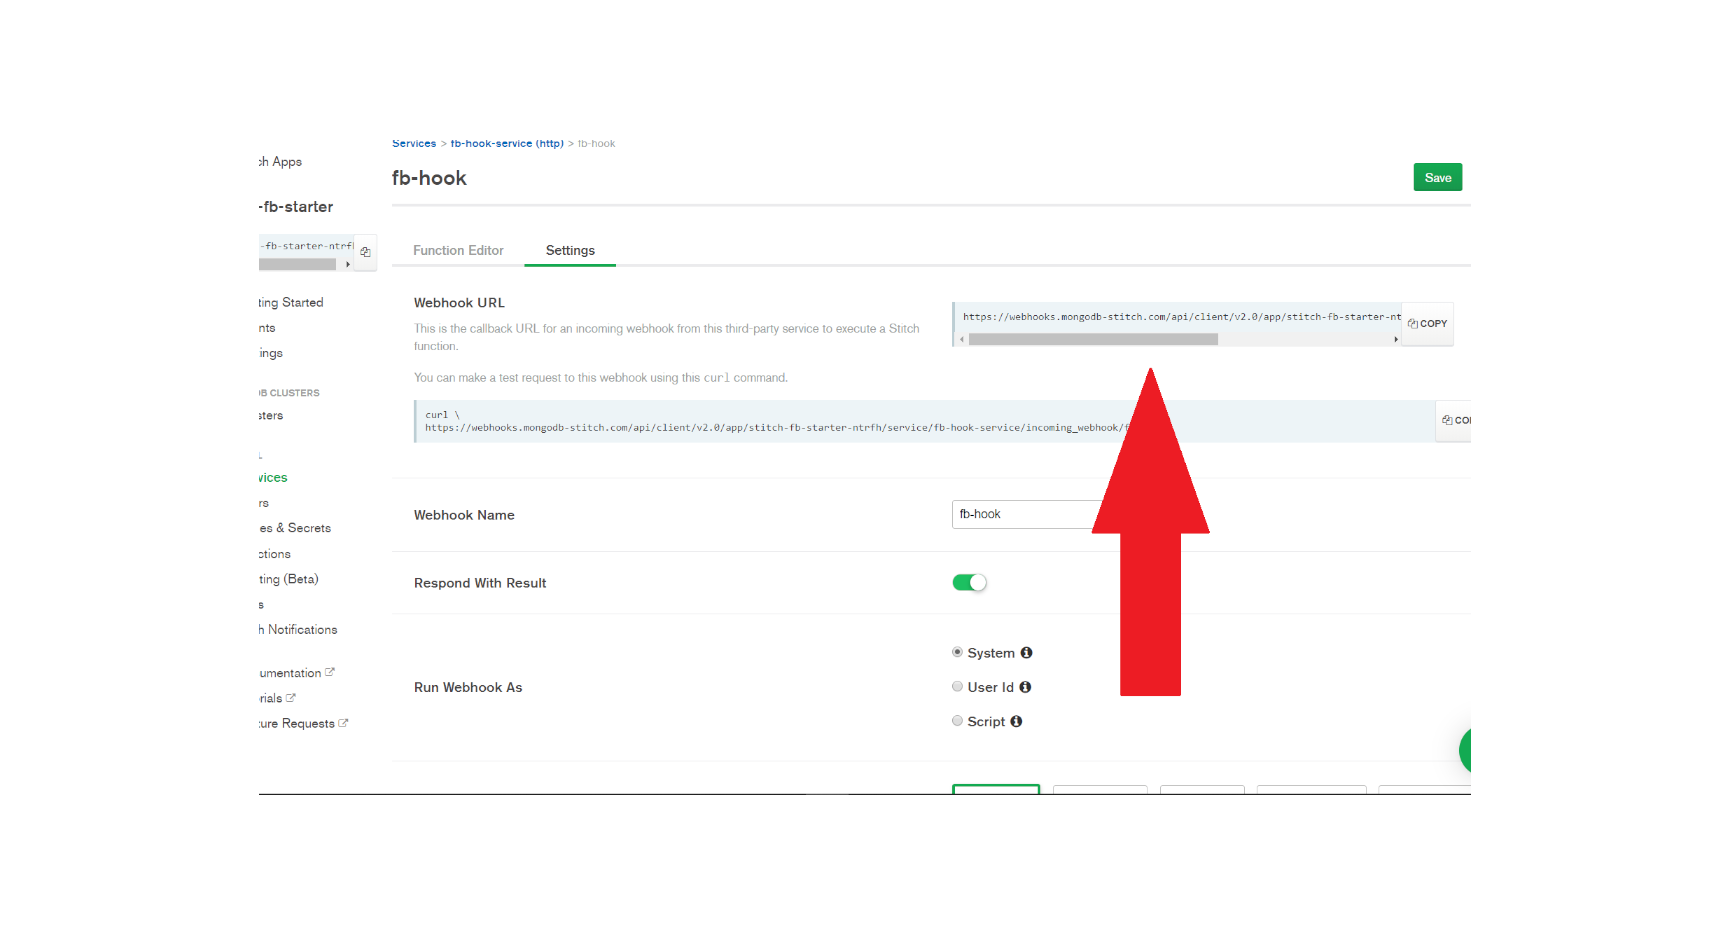 Services > fb-hook-service (http) > fb-hook
ch Apps
fb-hook
Save
-fb-starter
-fb-starter-ntrf
Function Editor
Settings
ting Started
nts
ings
DB CLUSTERS
sters
L
vices
rs
es & Secrets
ctions
ting (Beta)
s
h Notifications
umentation
rials
ture Requests
Webhook URL
This is the callback URL for an incoming webhook from this third-party service to execute a Stitch
function.
https://webhooks.mongodb-stitch.com/api/client/v2.0/app/stitch-fb-starter-nt
COPY
You can make a test request to this webhook using this curl command.
curl \
https://webhooks.mongodb-stitch.com/api/client/v2.0/app/stitch-fb-starter-ntrfh/service/fb-hook-service/incoming_webhook/f
CO
Webhook Name
fb-hook
Respond With Result
Run Webhook As
System
User Id
Script